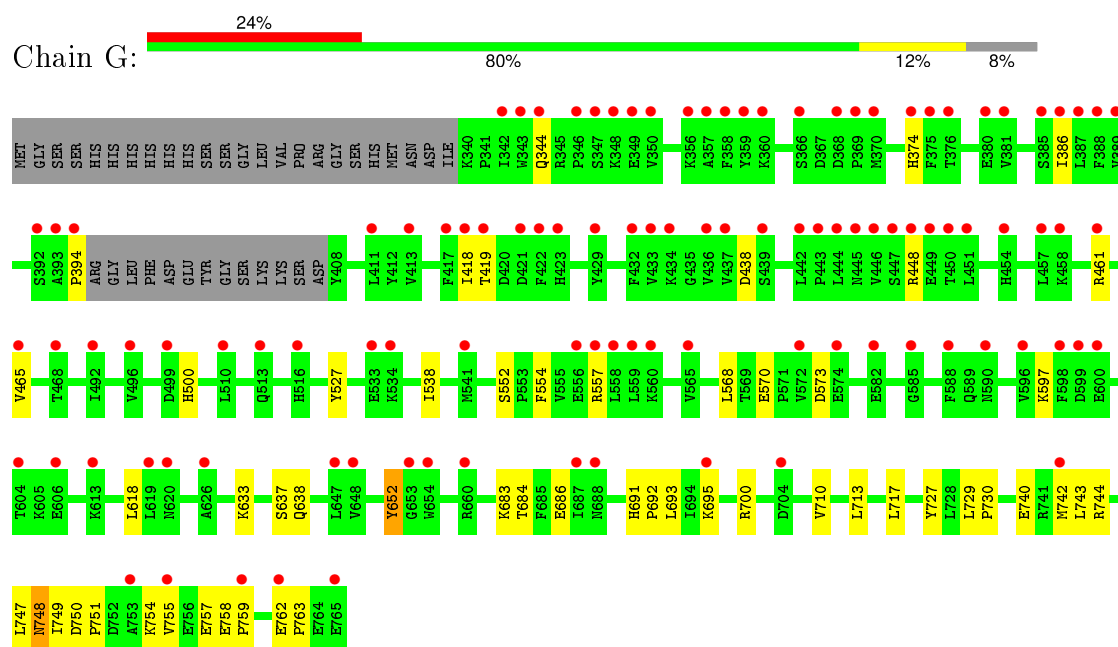 24%
Chain G:
80% 12% 8%
MET GLY SER SER HIS HIS HIS HIS HIS HIS SER SER GLY LEU VAL PRO ARG GLY SER HIS MET ASN ASP ILE K340 P341 I342 W343 Q344 R345 P346 S347 K348 E349 V350 K356 A357 F358 Y359 K360 S366 D367 D368 P369 M370 H374 F375 T376 E380 V381 S385 I386 L387 F388
S392 A393 P394 ARG GLY LEU PHE ASP GLU TYR GLY SER LYS LYS SER ASP Y408 L411 Y412 V413 F417 I418 T419 D420 D421 F422 H423 Y429 F432 V433 K434 G435 V436 V437 D438 S439 L442 P443 L444 N445 V446 S447 R448 E449 T450 L451 H454 L457 K458 R461
V465 T468 I492 V496 D499 H500 L510 Q513 H516 Y527 E533 K534 I538 M541 S552 P553 F554 V555 E556 R557 L558 L559 K560 V565 L568 T569 E570 P571 V572 D573 E574 E582 G585 F588 Q589 N590 V596 K597 F598 D599 E600
T604 K605 E606 K613 L618 L619 N620 A626 K633 S637 Q638 L647 V648 Y652 G653 W654 R660 K683 T684 F685 E686 I687 N688 H691 P692 L693 I694 K695 R700 D704 V710 L713 L717 Y727 L728 L729 P730 E740 R741 M742 L743 R744
L747 N748 I749 D750 P751 D752 A753 K754 V755 E756 E757 E758 P759 E762 P763 E764 E765